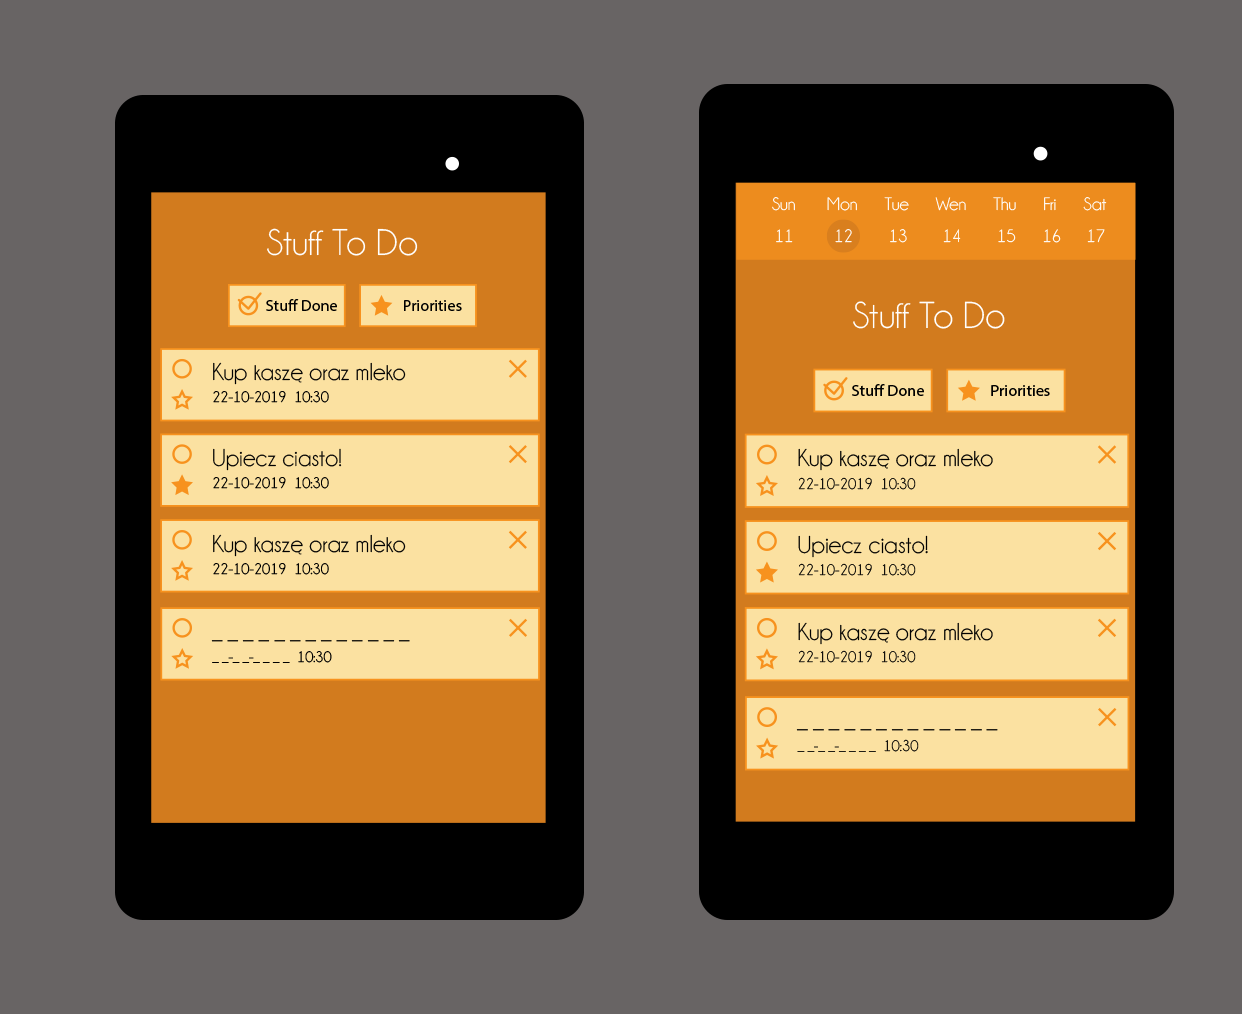 Stuff To Do
Stuff Done Priorities
Kup kaszę oraz mleko
22-10-2019 10:30
Upiecz ciasto!
22-10-2019 10:30
Kup kaszę oraz mleko
22-10-2019 10:30
_ _ _ _ _ _ _ _ _ _ _ _ _
_ _-_ _-_ _ _ _ 10:30
Sun Mon Tue Wen Thu Fri Sat
11 12 13 14 15 16 17
Stuff To Do
Stuff Done Priorities
Kup kaszę oraz mleko
22-10-2019 10:30
Upiecz ciasto!
22-10-2019 10:30
Kup kaszę oraz mleko
22-10-2019 10:30
_ _ _ _ _ _ _ _ _ _ _ _ _
_ _-_ _-_ _ _ _ 10:30